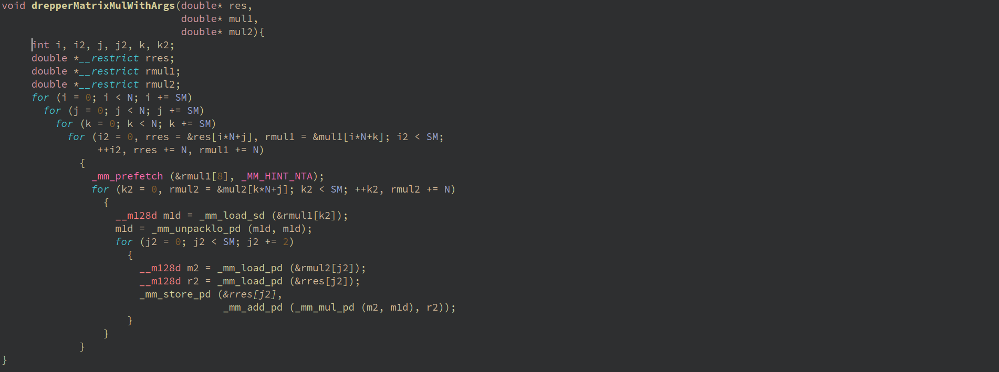 void drepperMatrixMulWithArgs(double* res,
                              double* mul1,
                              double* mul2){
     int i, i2, j, j2, k, k2;
     double *__restrict rres;
     double *__restrict rmul1;
     double *__restrict rmul2;
     for (i = 0; i < N; i += SM)
       for (j = 0; j < N; j += SM)
         for (k = 0; k < N; k += SM)
           for (i2 = 0, rres = &res[i*N+j], rmul1 = &mul1[i*N+k]; i2 < SM;
                ++i2, rres += N, rmul1 += N)
             {
               _mm_prefetch (&rmul1[8], _MM_HINT_NTA);
               for (k2 = 0, rmul2 = &mul2[k*N+j]; k2 < SM; ++k2, rmul2 += N)
                 {
                   __m128d m1d = _mm_load_sd (&rmul1[k2]);
                   m1d = _mm_unpacklo_pd (m1d, m1d);
                   for (j2 = 0; j2 < SM; j2 += 2)
                     {
                       __m128d m2 = _mm_load_pd (&rmul2[j2]);
                       __m128d r2 = _mm_load_pd (&rres[j2]);
                       _mm_store_pd (&rres[j2],
                                     _mm_add_pd (_mm_mul_pd (m2, m1d), r2));
                     }
                 }
             }
}